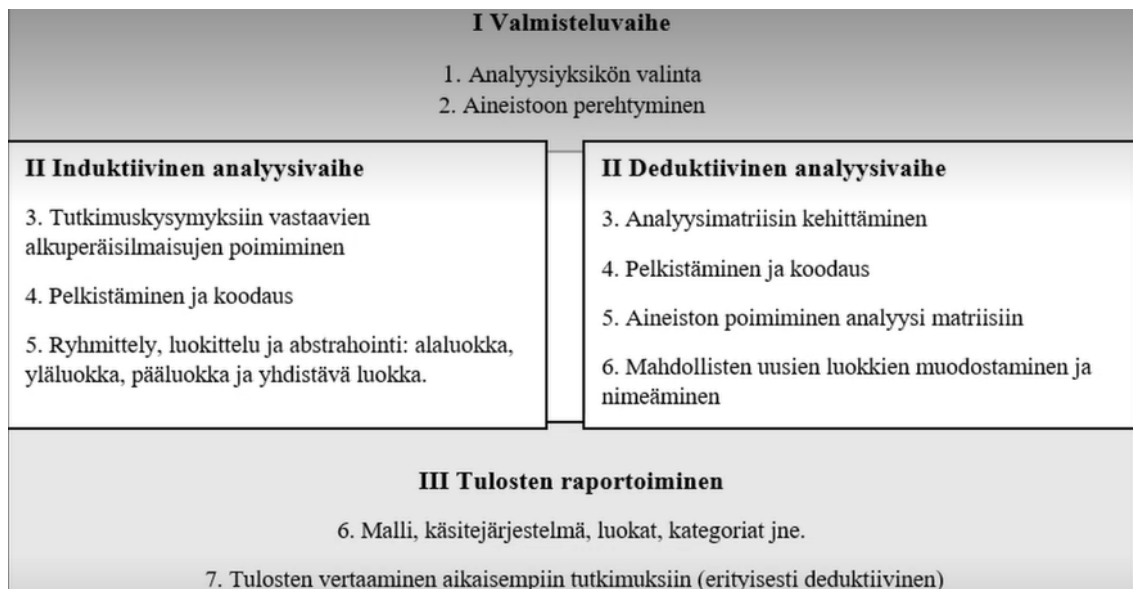 I Valmisteluvaihe
1. Analyysiyksikön valinta
2. Aineistoon perehtyminen
II Induktiivinen analyysivaihe
3. Tutkimuskysymyksiin vastaavien
alkuperäisilmaisujen poimiminen
4. Pelkistäminen ja koodaus
5. Ryhmittely, luokittelu ja abstrahointi: alaluokka,
yläluokka, pääluokka ja yhdistävä luokka.
II Deduktiivinen analyysivaihe
3. Analyysimatriisin kehittäminen
4. Pelkistäminen ja koodaus
5. Aineiston poimiminen analyysi matriisiin
6. Mahdollisten uusien luokkien muodostaminen ja
nimeäminen
III Tulosten raportoiminen
6. Malli, käsitejärjestelmä, luokat, kategoriat jne.
7. Tulosten vertaaminen aikaisempiin tutkimuksiin (erityisesti deduktiivinen)